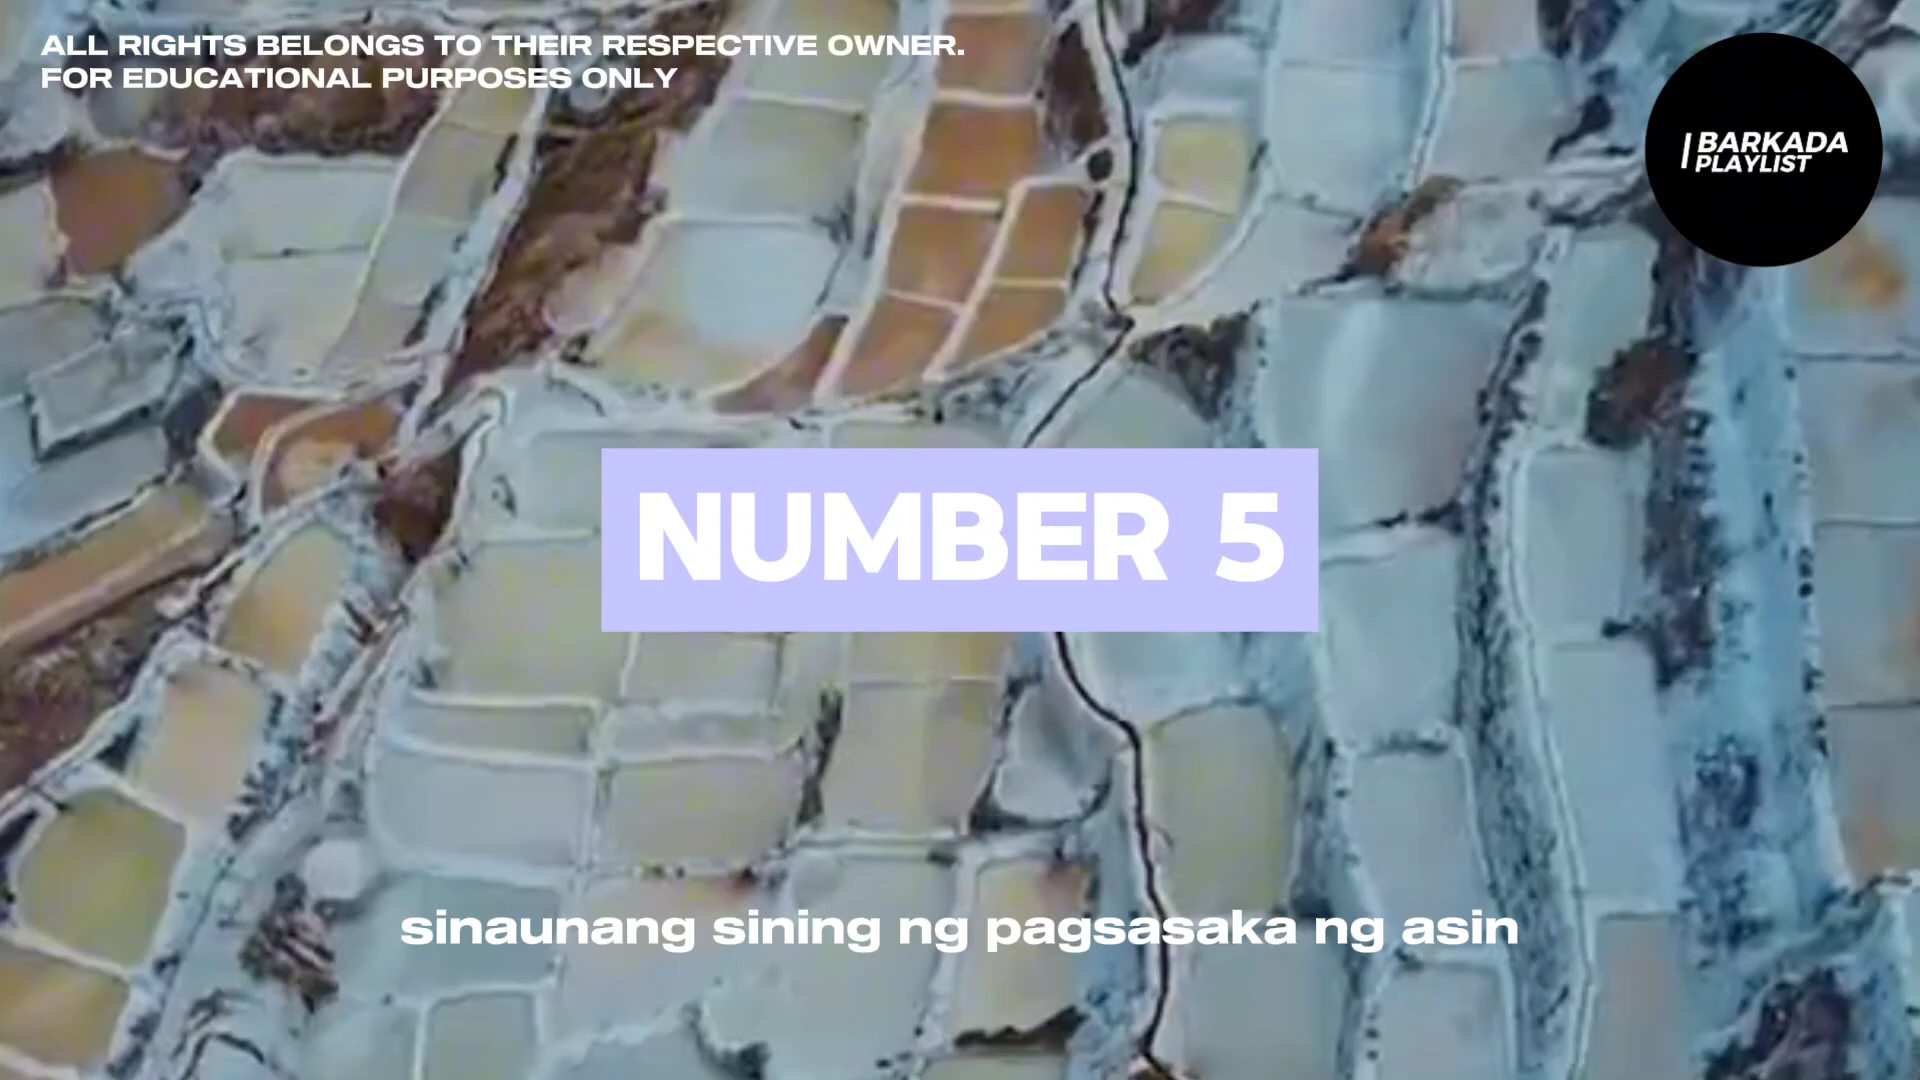 ALL RIGHTS BELONGS TO THEIR RESPECTIVE OWNER.
FOR EDUCATIONAL PURPOSES ONLY
BARKADA
PLAYLIST
NUMBER 5
sinaunang sining ng pagsasaka ng asin